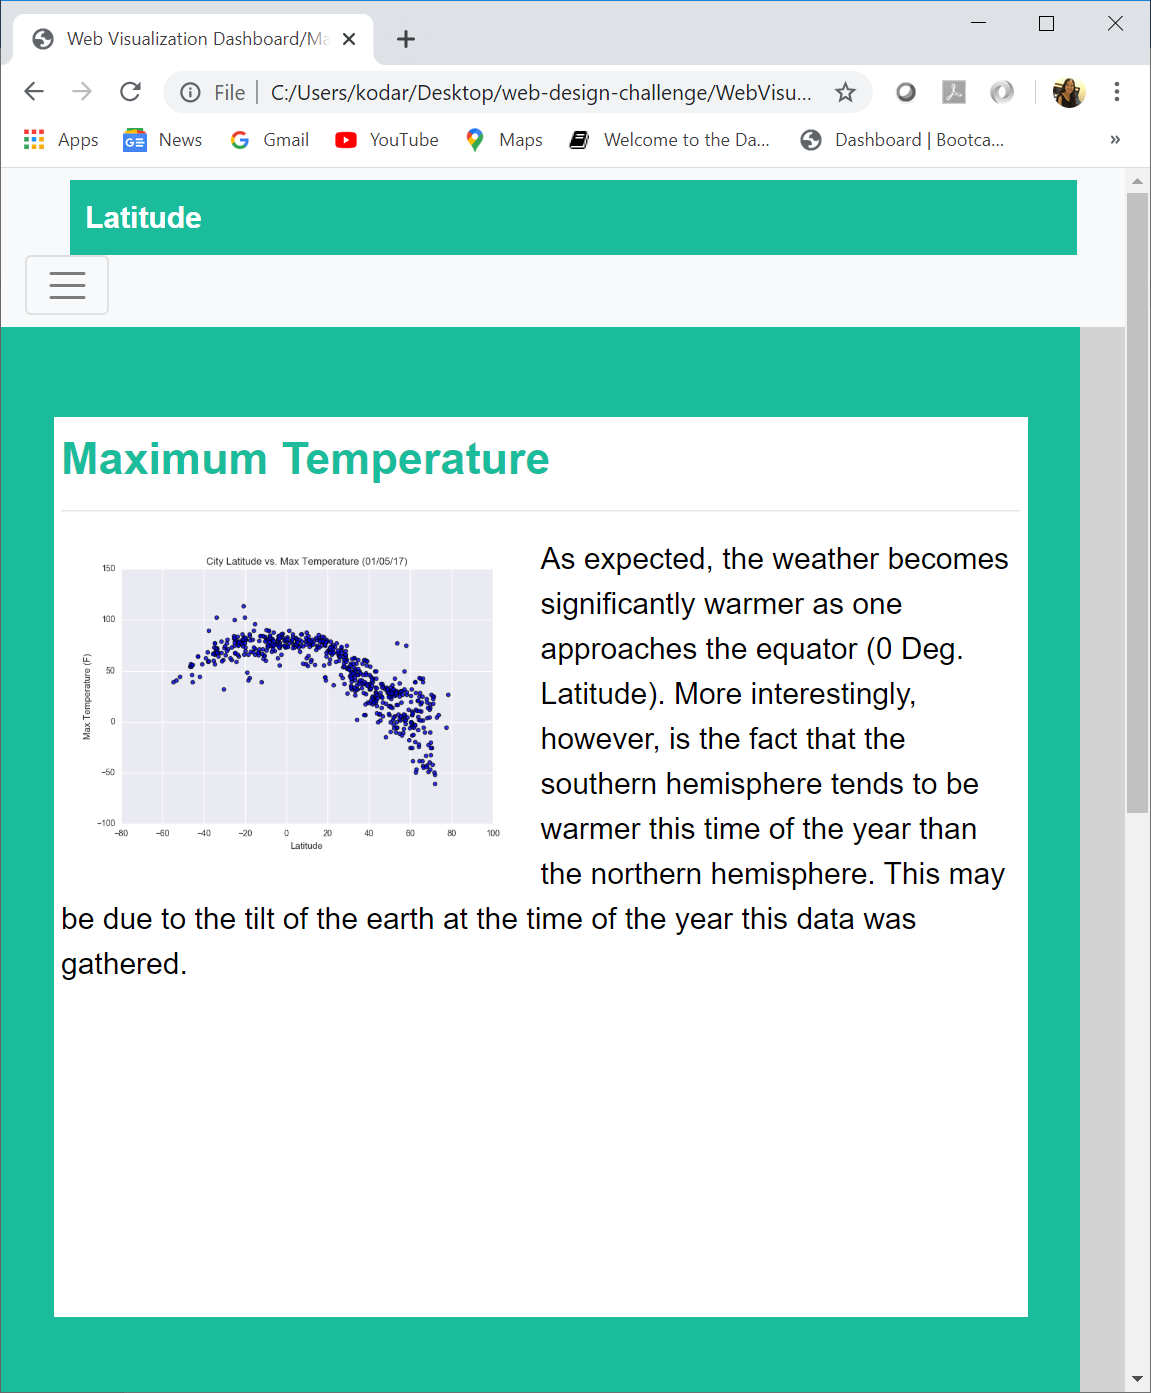 Web Visualization Dashboard/Ma
File
C:/Users/kodar/Desktop/web-design-challenge/WebVisu...
Apps
News
Gmail
YouTube
Maps
Welcome to the Da...
Dashboard | Bootca...
»
Latitude
Maximum Temperature
City Latitude vs. Max Temperature (01/05/17)
150
100
50
0
−50
−100
Max Temperature (F)
−80 −60 −40 −20 0 20 40 60 80 100
Latitude
As expected, the weather becomes
significantly warmer as one
approaches the equator (0 Deg.
Latitude). More interestingly,
however, is the fact that the
southern hemisphere tends to be
warmer this time of the year than
the northern hemisphere. This may
be due to the tilt of the earth at the time of the year this data was
gathered.